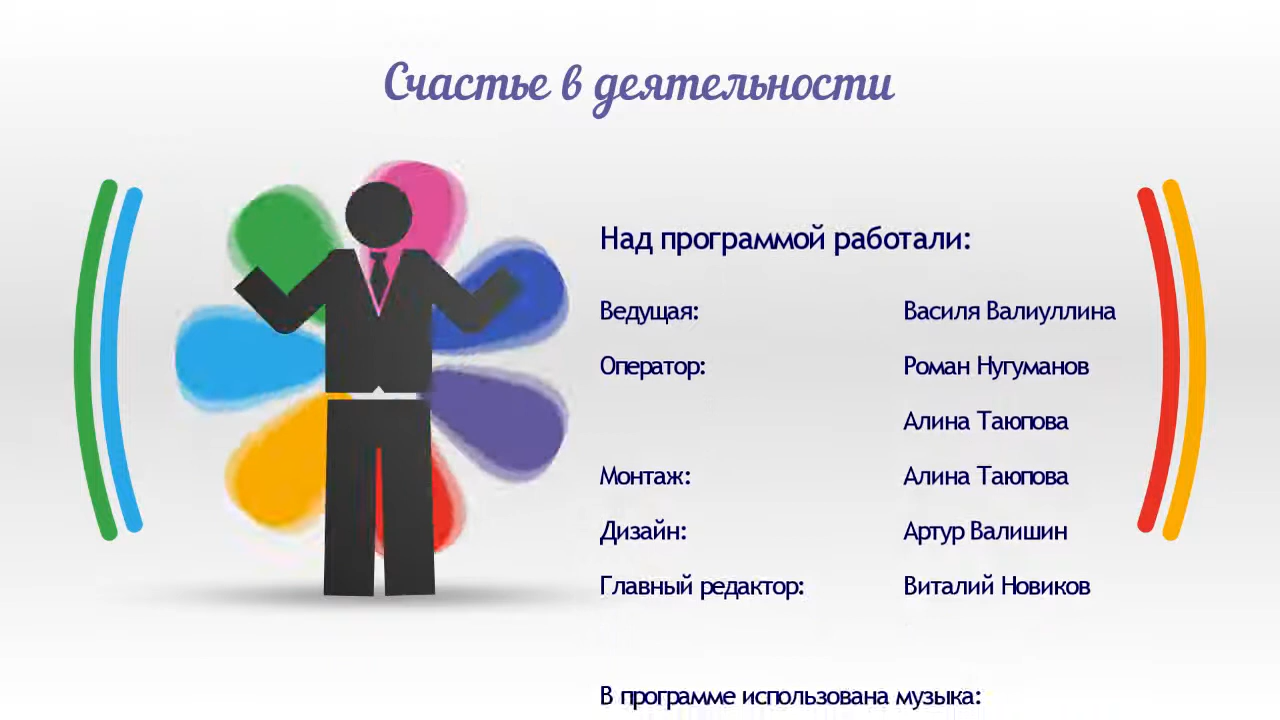 Счастье в деятельности
Над программой работали:
Ведущая: Василя Валиуллина
Оператор: Роман Нугуманов
Алина Таюпова
Монтаж: Алина Таюпова
Дизайн: Артур Валишин
Главный редактор: Виталий Новиков
В программе использована музыка: